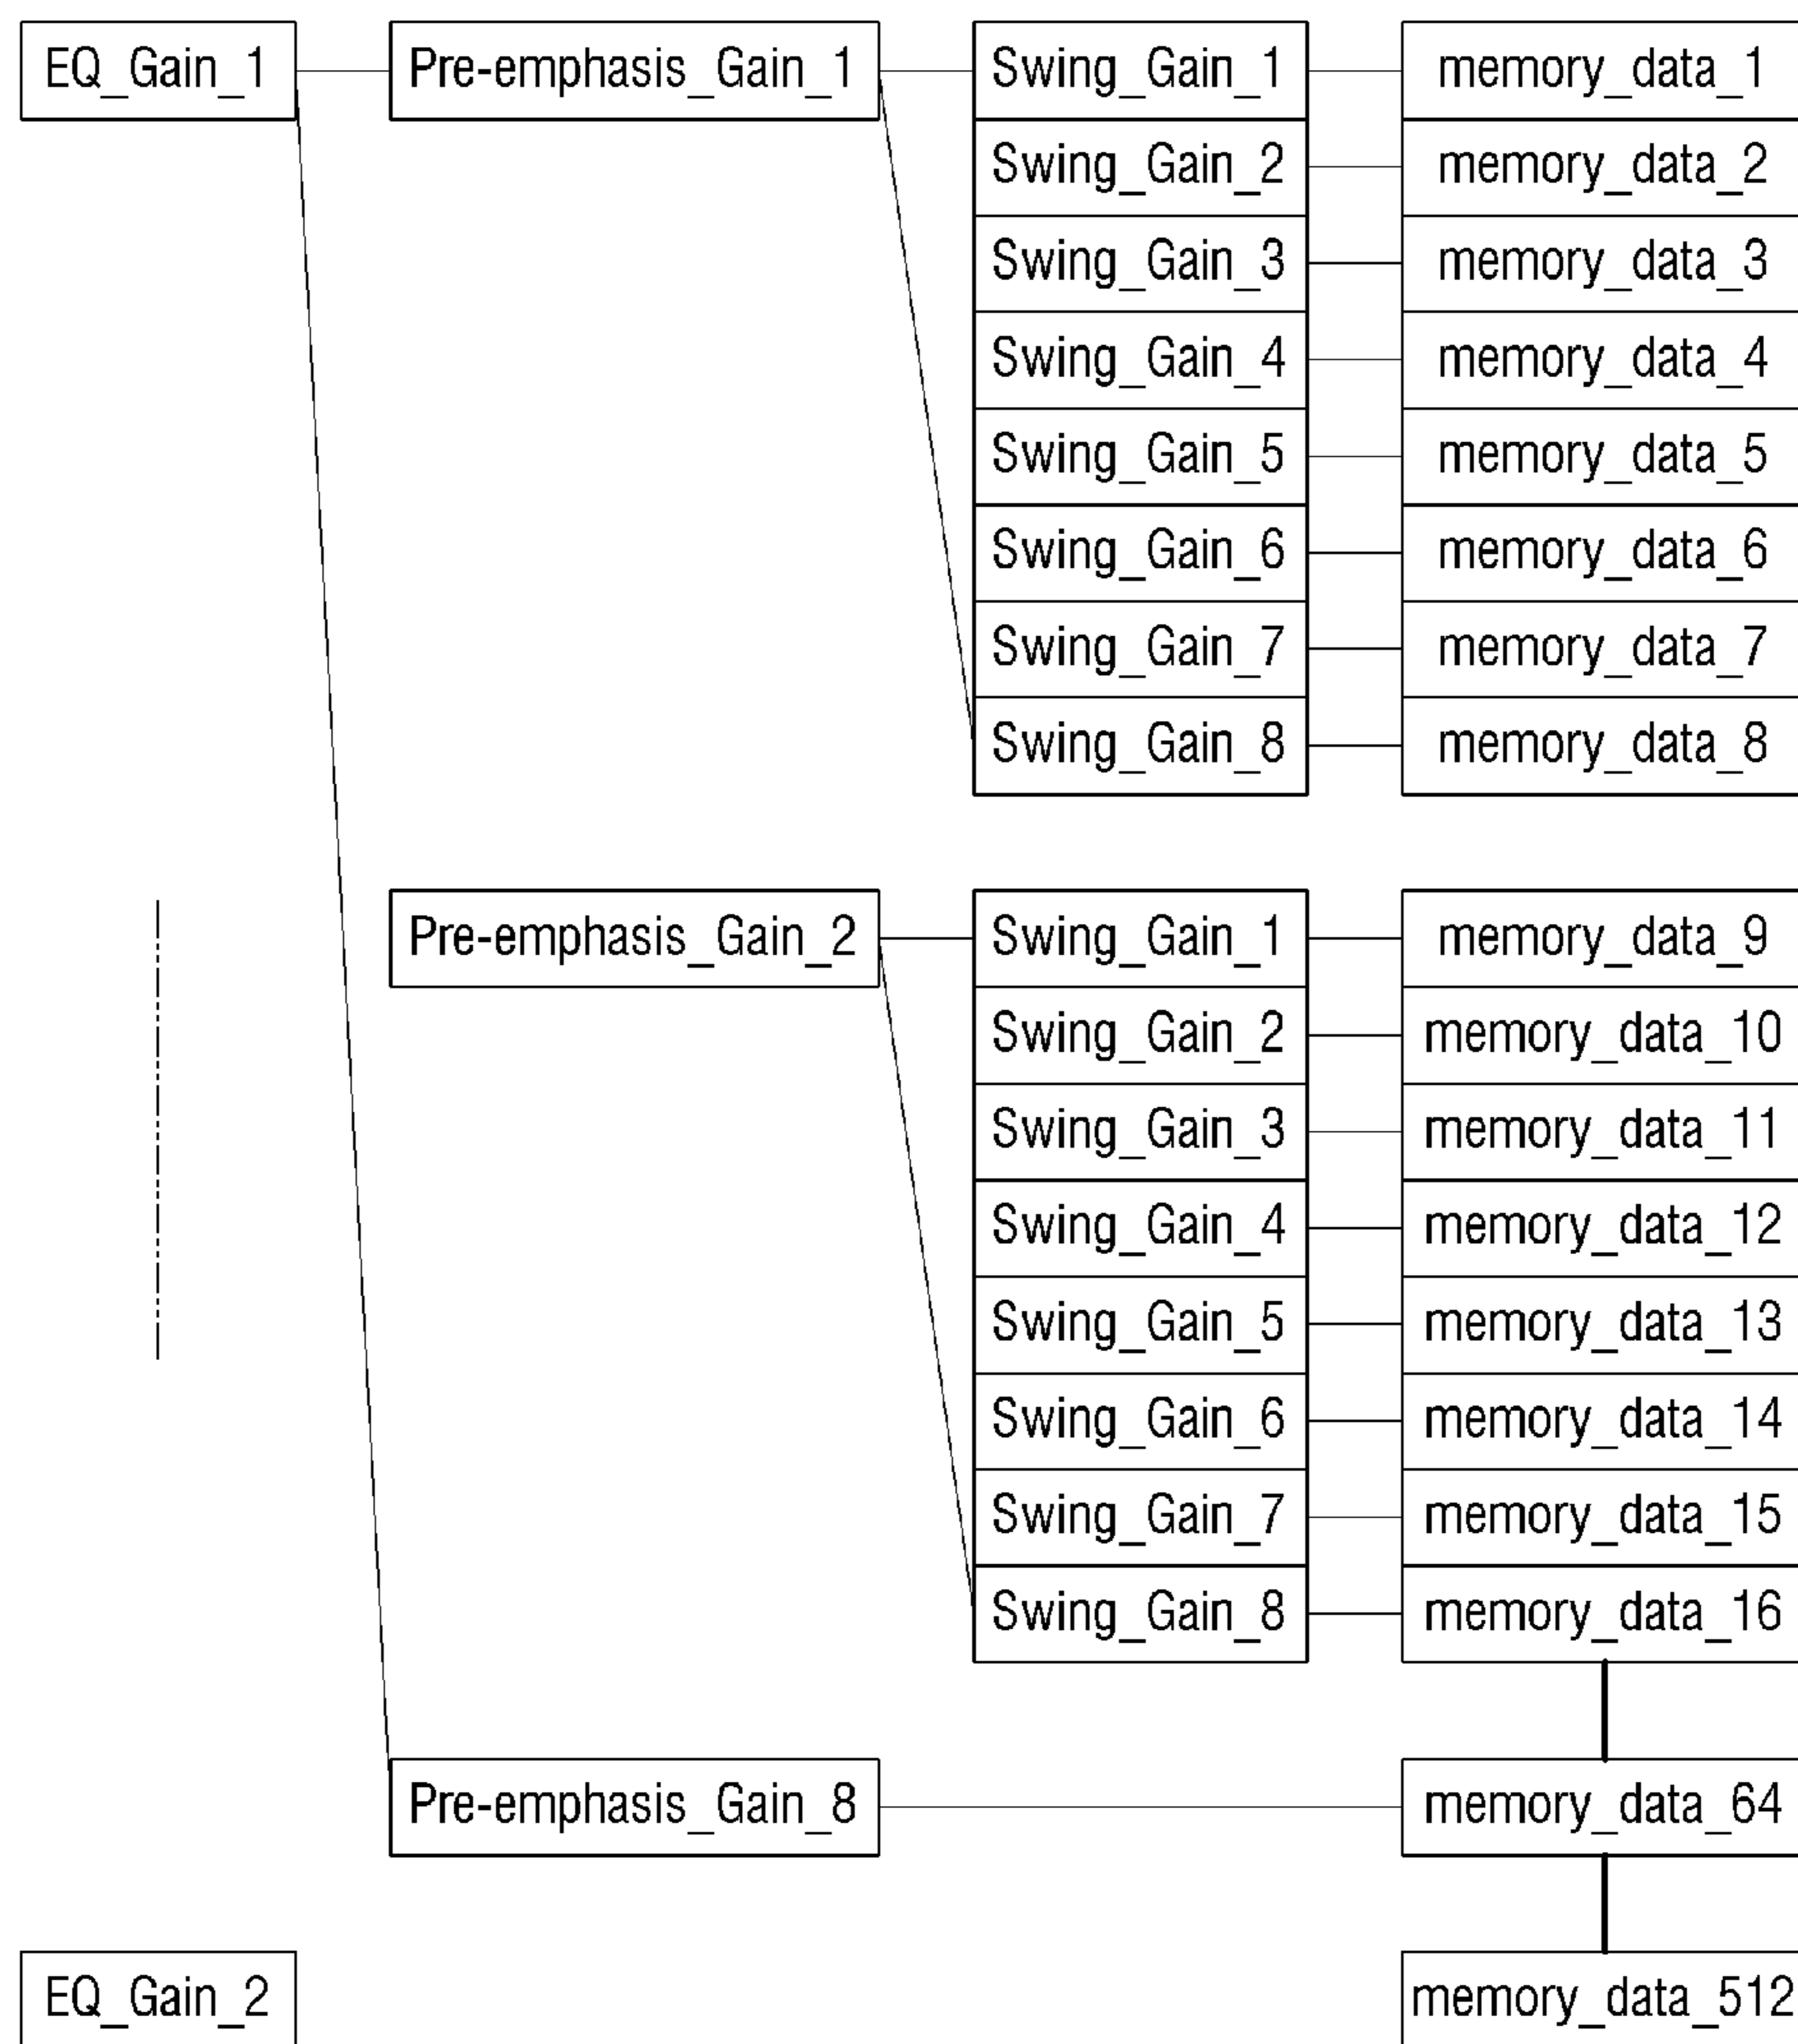 EQ_Gain_1 Pre-emphasis_Gain_1 Swing_Gain_1 memory_data_1
Swing_Gain_2 memory_data_2
Swing_Gain_3 memory_data_3
Swing_Gain_4 memory_data_4
Swing_Gain_5 memory_data_5
Swing_Gain_6 memory_data_6
Swing_Gain_7 memory_data_7
Swing_Gain_8 memory_data_8
Pre-emphasis_Gain_2 Swing_Gain_1 memory_data_9
Swing_Gain_2 memory_data_10
Swing_Gain_3 memory_data_11
Swing_Gain_4 memory_data_12
Swing_Gain_5 memory_data_13
Swing_Gain_6 memory_data_14
Swing_Gain_7 memory_data_15
Swing_Gain_8 memory_data_16
Pre-emphasis_Gain_8 memory_data_64
EQ_Gain_2 memory_data_512